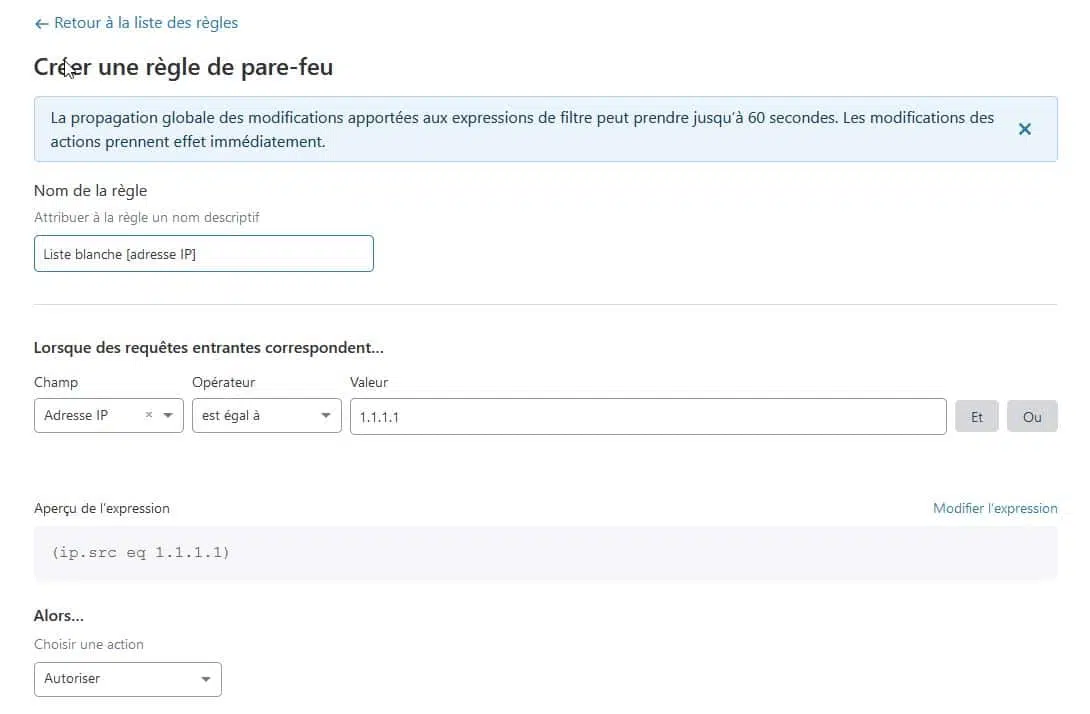 ← Retour à la liste des règles
Créer une règle de pare-feu
La propagation globale des modifications apportées aux expressions de filtre peut prendre jusqu'à 60 secondes. Les modifications des
actions prennent effet immédiatement.
Nom de la règle
Attribuer à la règle un nom descriptif
Liste blanche [adresse IP]
Lorsque des requêtes entrantes correspondent...
Champ Opérateur Valeur
Adresse IP × est égal à 1.1.1.1 Et Ou
Aperçu de l'expression Modifier l'expression
(ip.src eq 1.1.1.1)
Alors...
Choisir une action
Autoriser